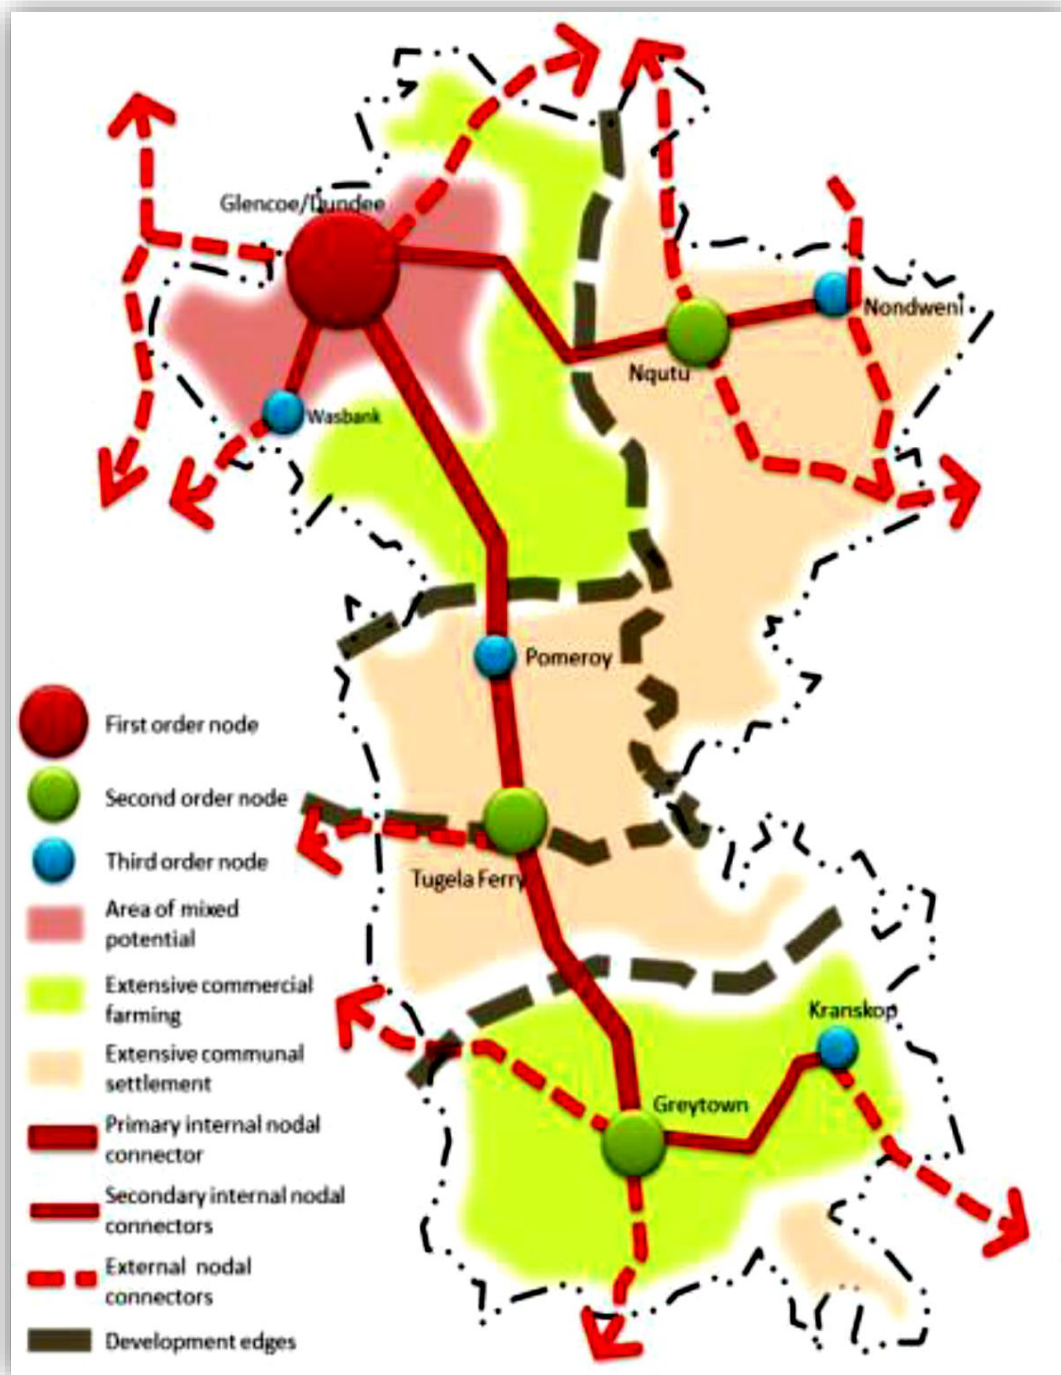 Glencoe/Dundee
Nondweni
Nqutu
Wasbank
Pomeroy
First order node
Second order node
Third order node
Tugela Ferry
Area of mixed
potential
Extensive commercial
farming
Kranskop
Extensive communal
settlement
Greytown
Primary internal nodal
connector
Secondary internal nodal
connectors
External nodal
connectors
Development edges